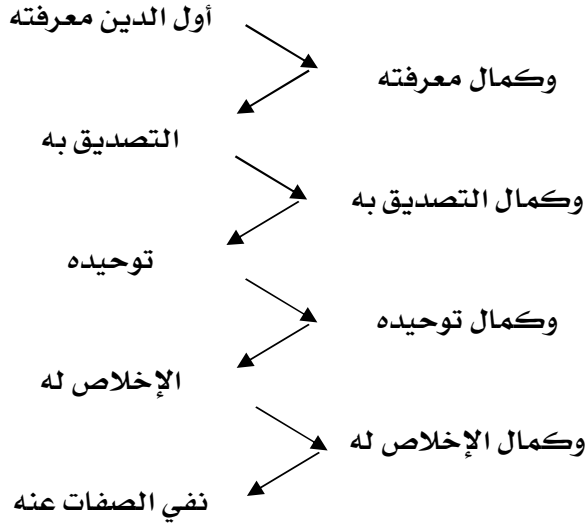 أول الدين معرفته
وكمال معرفته
التصديق به
وكمال التصديق به
توحيده
وكمال توحيده
الإخلاص له
وكمال الإخلاص له
نفي الصفات عنه